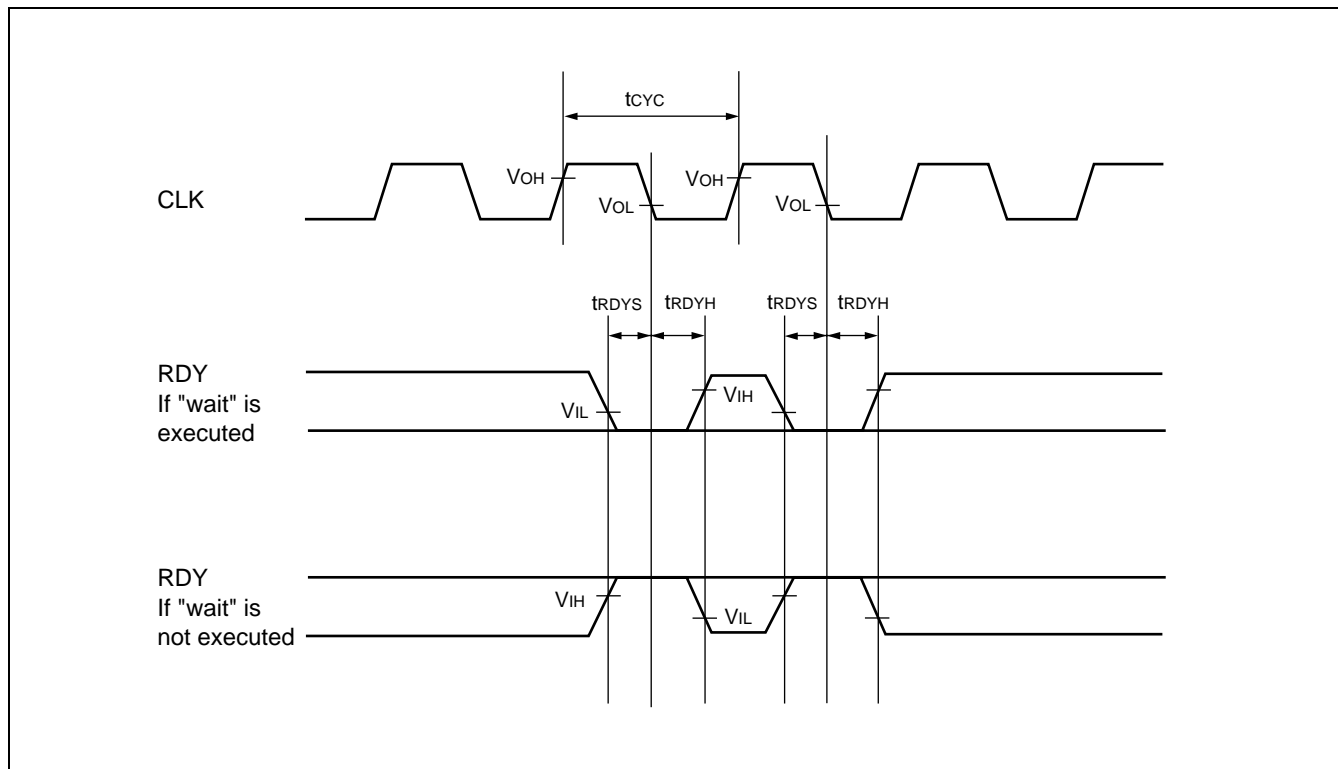 tCYC
VOH
VOH
CLK
VOL
VOL
tRDYS
tRDYH
tRDYS
tRDYH
RDY
If "wait" is
executed
VIL
VIH
RDY
If "wait" is
not executed
VIH
VIL